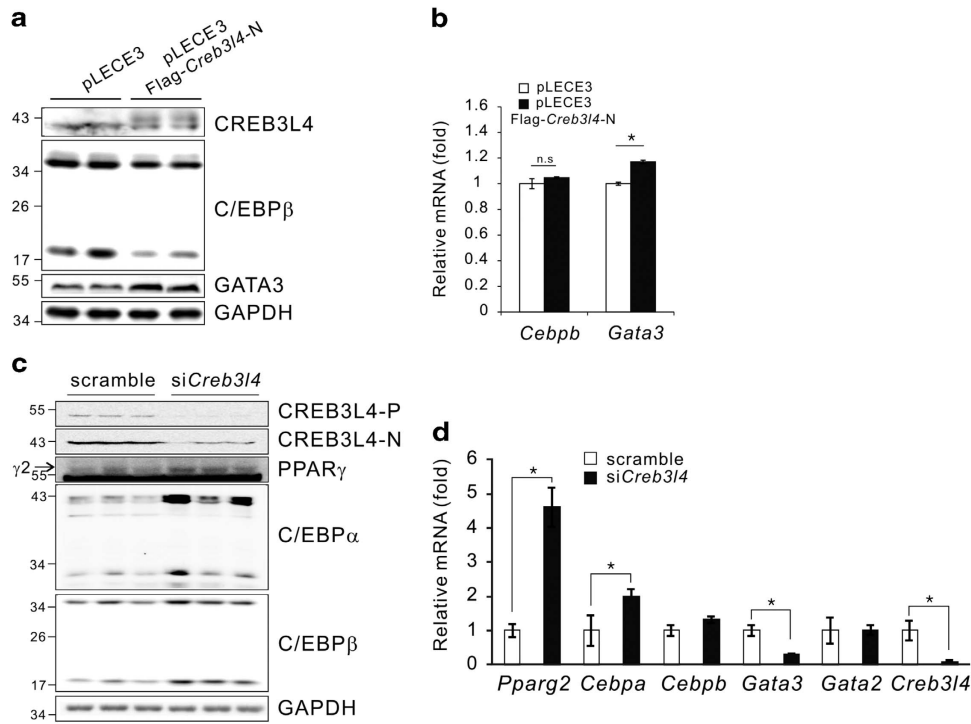 a
pLECE3
pLECE3
Flag-Creb3l4-N
43
CREB3L4
34
26
C/EBPβ
17
55
GATA3
34
GAPDH
b
pLECE3
pLECE3
Flag-Creb3l4-N
Relative mRNA (fold)
1.6
1.4
1.2
1
0.8
0.6
0.4
0.2
0
n.s
*
Cebpb
Gata3
c
scramble
siCreb3l4
55
CREB3L4-P
43
CREB3L4-N
γ2→
55
PPARγ
43
C/EBPα
34
34
26
C/EBPβ
17
34
GAPDH
d
scramble
siCreb3l4
Relative mRNA (fold)
6
5
4
2
1
0
*
*
*
*
Pparg2
Cebpa
Cebpb
Gata3
Gata2
Creb3l4